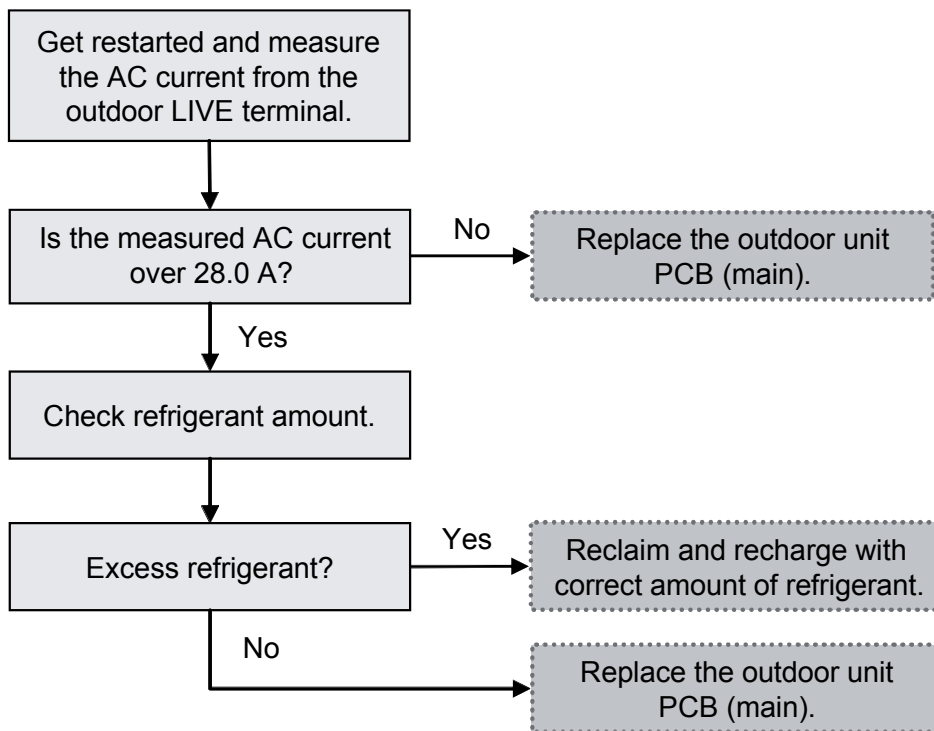 Get restarted and measure
the AC current from the
outdoor LIVE terminal.
Is the measured AC current
over 28.0 A?
No
Replace the outdoor unit
PCB (main).
Yes
Check refrigerant amount.
Excess refrigerant?
Yes
Reclaim and recharge with
correct amount of refrigerant.
No
Replace the outdoor unit
PCB (main).